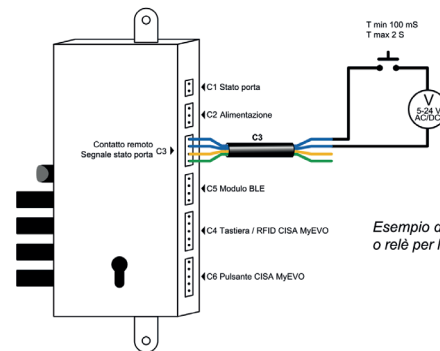 T min 100 mS
T max 2 S
V
5-24 V
AC/DC
C1 Stato porta
C2 Alimentazione
C3
Contatto remoto
Segnale stato porta C3
C5 Modulo BLE
C4 Tastiera / RFID CISA MyEVO
C6 Pulsante CISA MyEVO
Esempio d
o relè per l